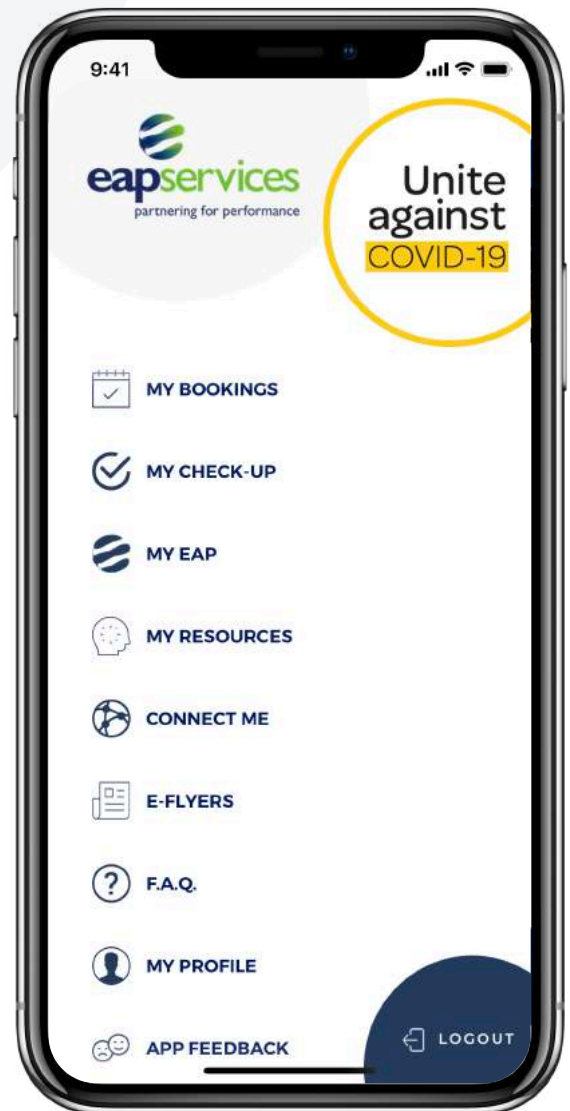 9:41
eapservices
partnering for performance
Unite
against
COVID-19
MY BOOKINGS
MY CHECK-UP
MY EAP
MY RESOURCES
CONNECT ME
E-FLYERS
F.A.Q.
MY PROFILE
APP FEEDBACK
LOGOUT